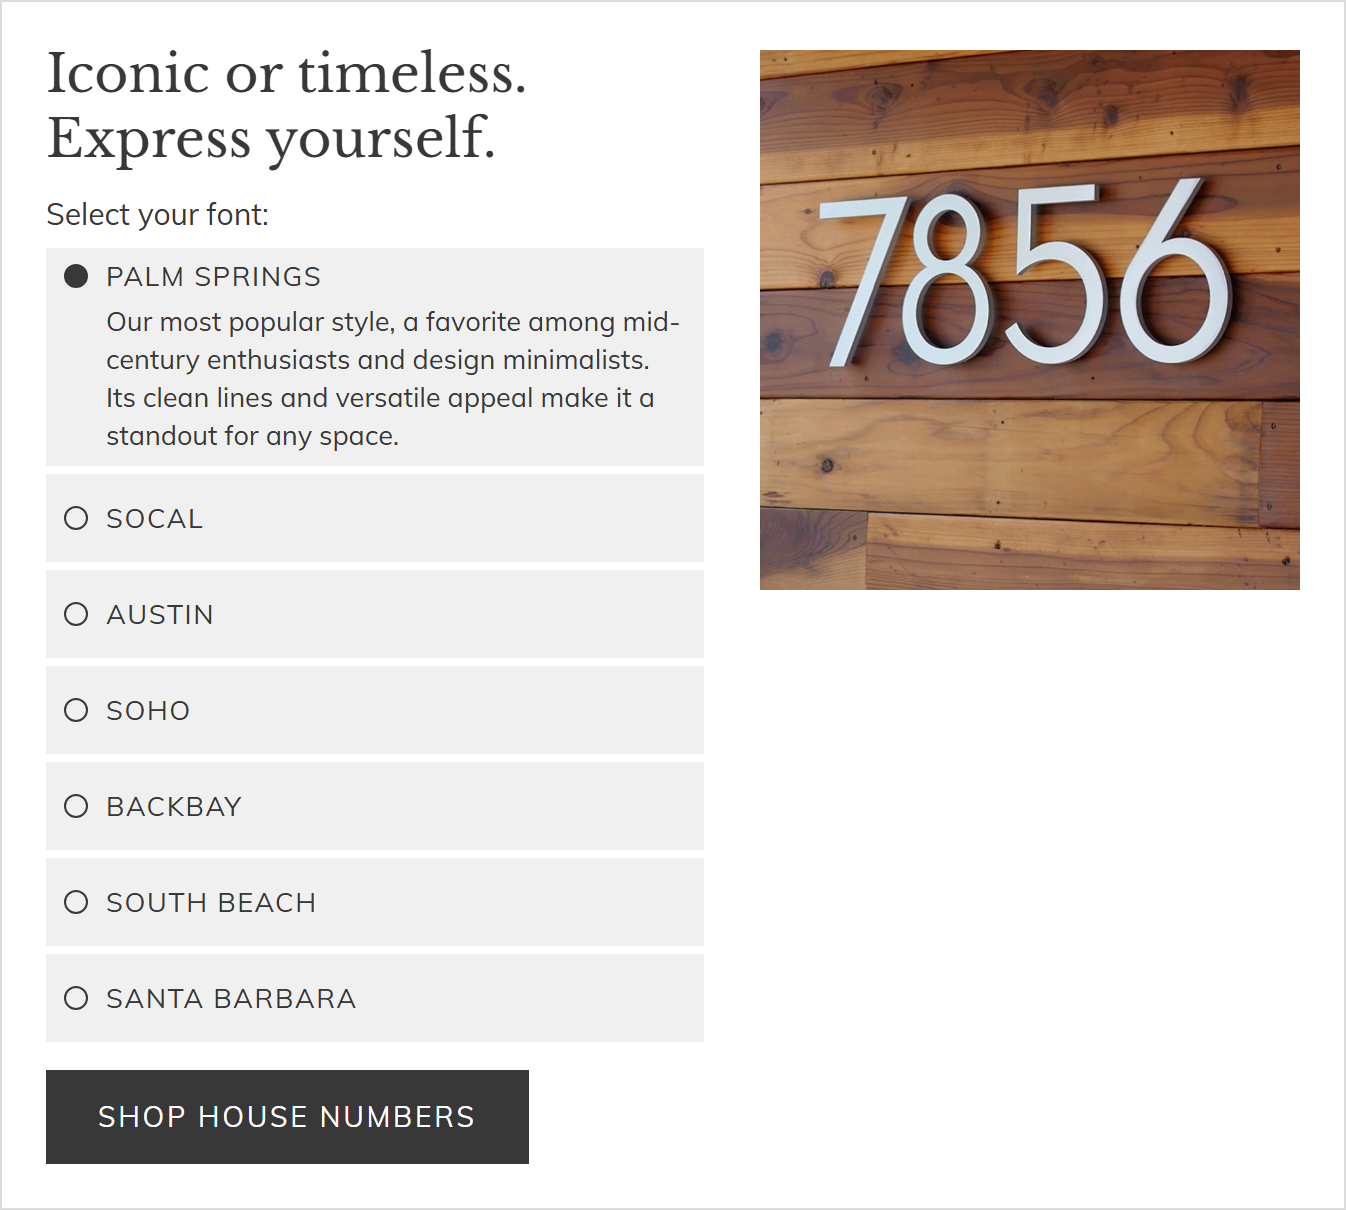 Iconic or timeless.
Express yourself.
Select your font:
PALM SPRINGS
Our most popular style, a favorite among mid-
century enthusiasts and design minimalists.
Its clean lines and versatile appeal make it a
standout for any space.
SOCAL
AUSTIN
SOHO
BACKBAY
SOUTH BEACH
SANTA BARBARA
SHOP HOUSE NUMBERS
7856